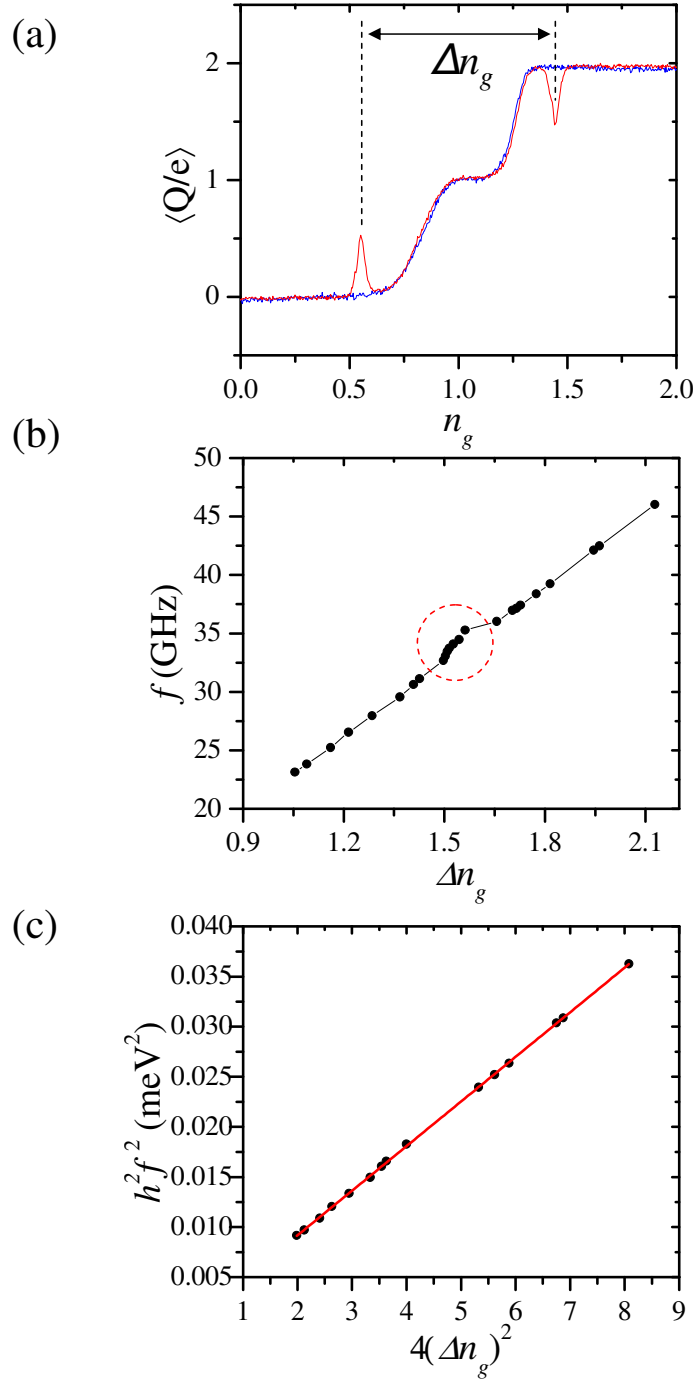 (a)
Δn_g
⟨Q/e⟩
2
1
0
0.0 0.5 1.0 1.5 2.0
n_g
(b)
f (GHz)
50
45
40
35
30
25
20
0.9 1.2 1.5 1.8 2.1
Δn_g
(c)
h²f² (meV²)
0.040
0.035
0.030
0.025
0.020
0.015
0.010
0.005
1 2 3 4 5 6 7 8 9
4(Δn_g)²